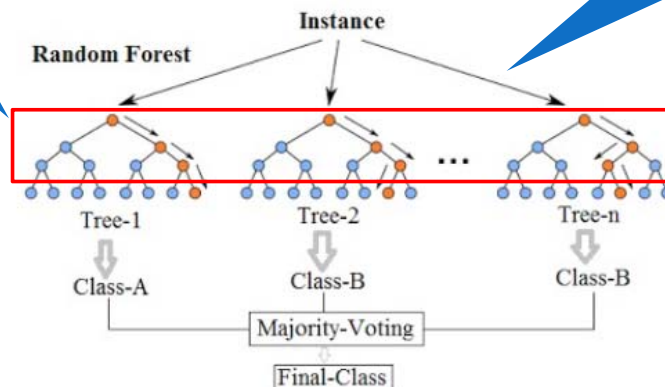 Instance
Random Forest
...
Tree-1 Tree-2 Tree-n
Class-A Class-B Class-B
Majority-Voting
Final-Class